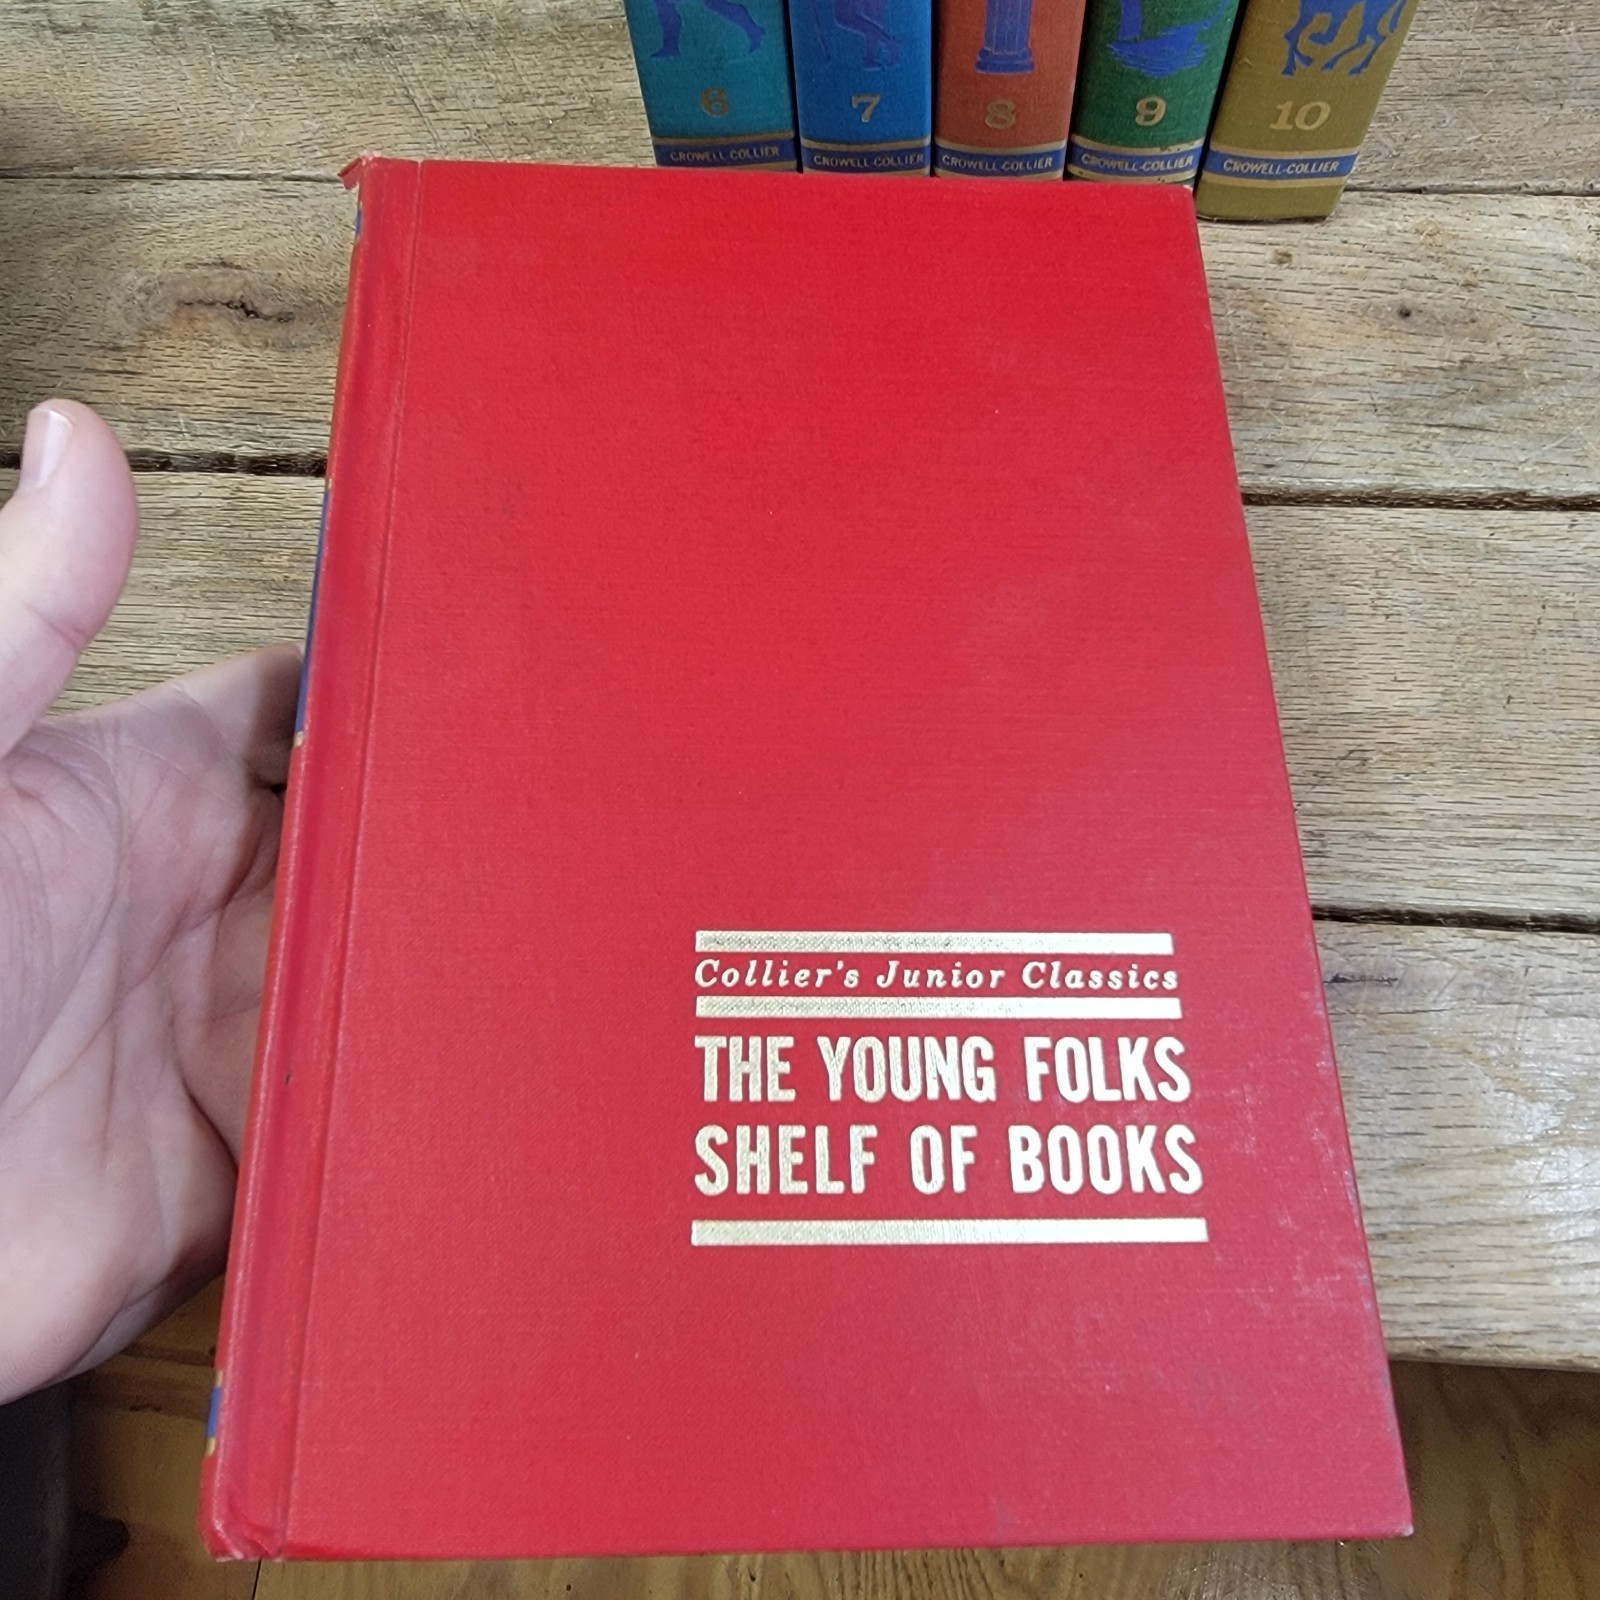 6
7
8
9
10
CROWELL-COLLIER
CROWELL-COLLIER
CROWELL-COLLIER
CROWELL-COLLIER
CROWELL-COLLIER
Collier's Junior Classics
THE YOUNG FOLKS
SHELF OF BOOKS